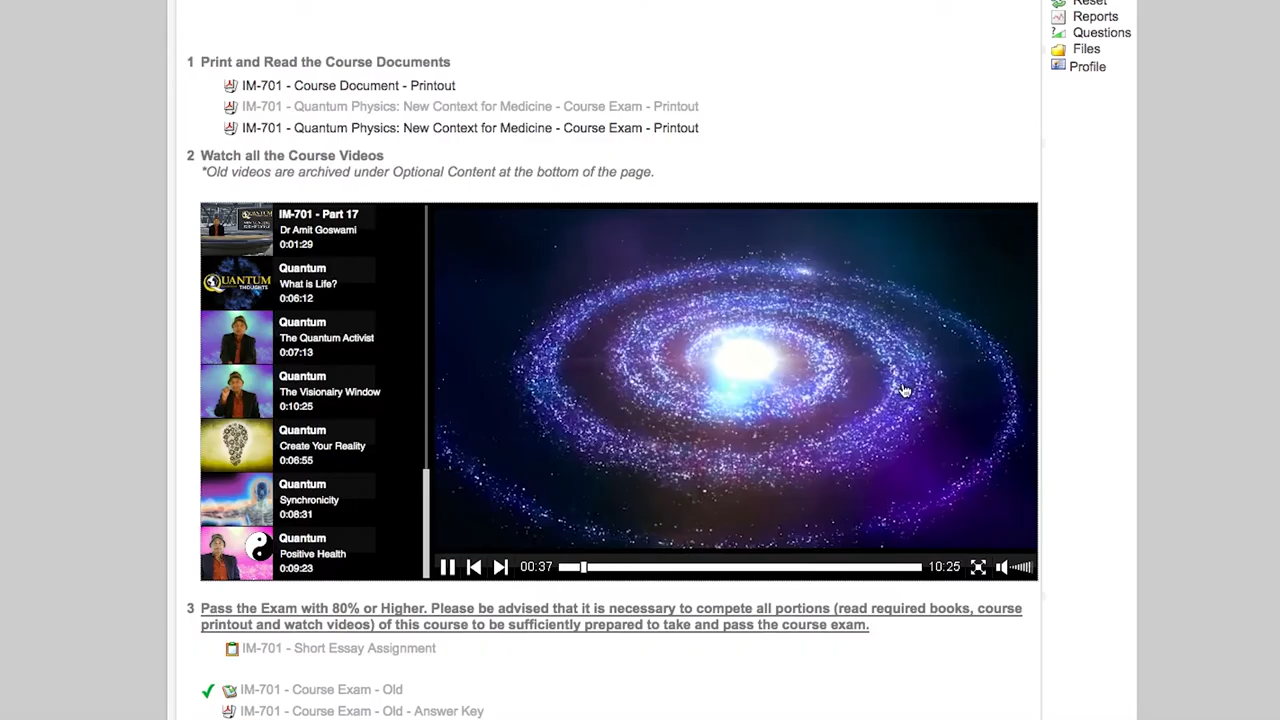 Reset
Reports
Questions
Files
Profile
1 Print and Read the Course Documents
IM-701 - Course Document - Printout
IM-701 - Quantum Physics: New Context for Medicine - Course Exam - Printout
IM-701 - Quantum Physics: New Context for Medicine - Course Exam - Printout
2 Watch all the Course Videos
*Old videos are archived under Optional Content at the bottom of the page.
IM-701 - Part 17
Dr Amit Goswami
0:01:29
QUANTUM
THOUGHTS
Quantum
What is Life?
0:06:12
Quantum
The Quantum Activist
0:07:13
Quantum
The Visionairy Window
0:10:25
Quantum
Create Your Reality
0:06:55
Quantum
Synchronicity
0:08:31
Quantum
Positive Health
0:09:23
00:37
10:25
3 Pass the Exam with 80% or Higher. Please be advised that it is necessary to compete all portions (read required books, course
printout and watch videos) of this course to be sufficiently prepared to take and pass the course exam.
IM-701 - Short Essay Assignment
IM-701 - Course Exam - Old
IM-701 - Course Exam - Old - Answer Key